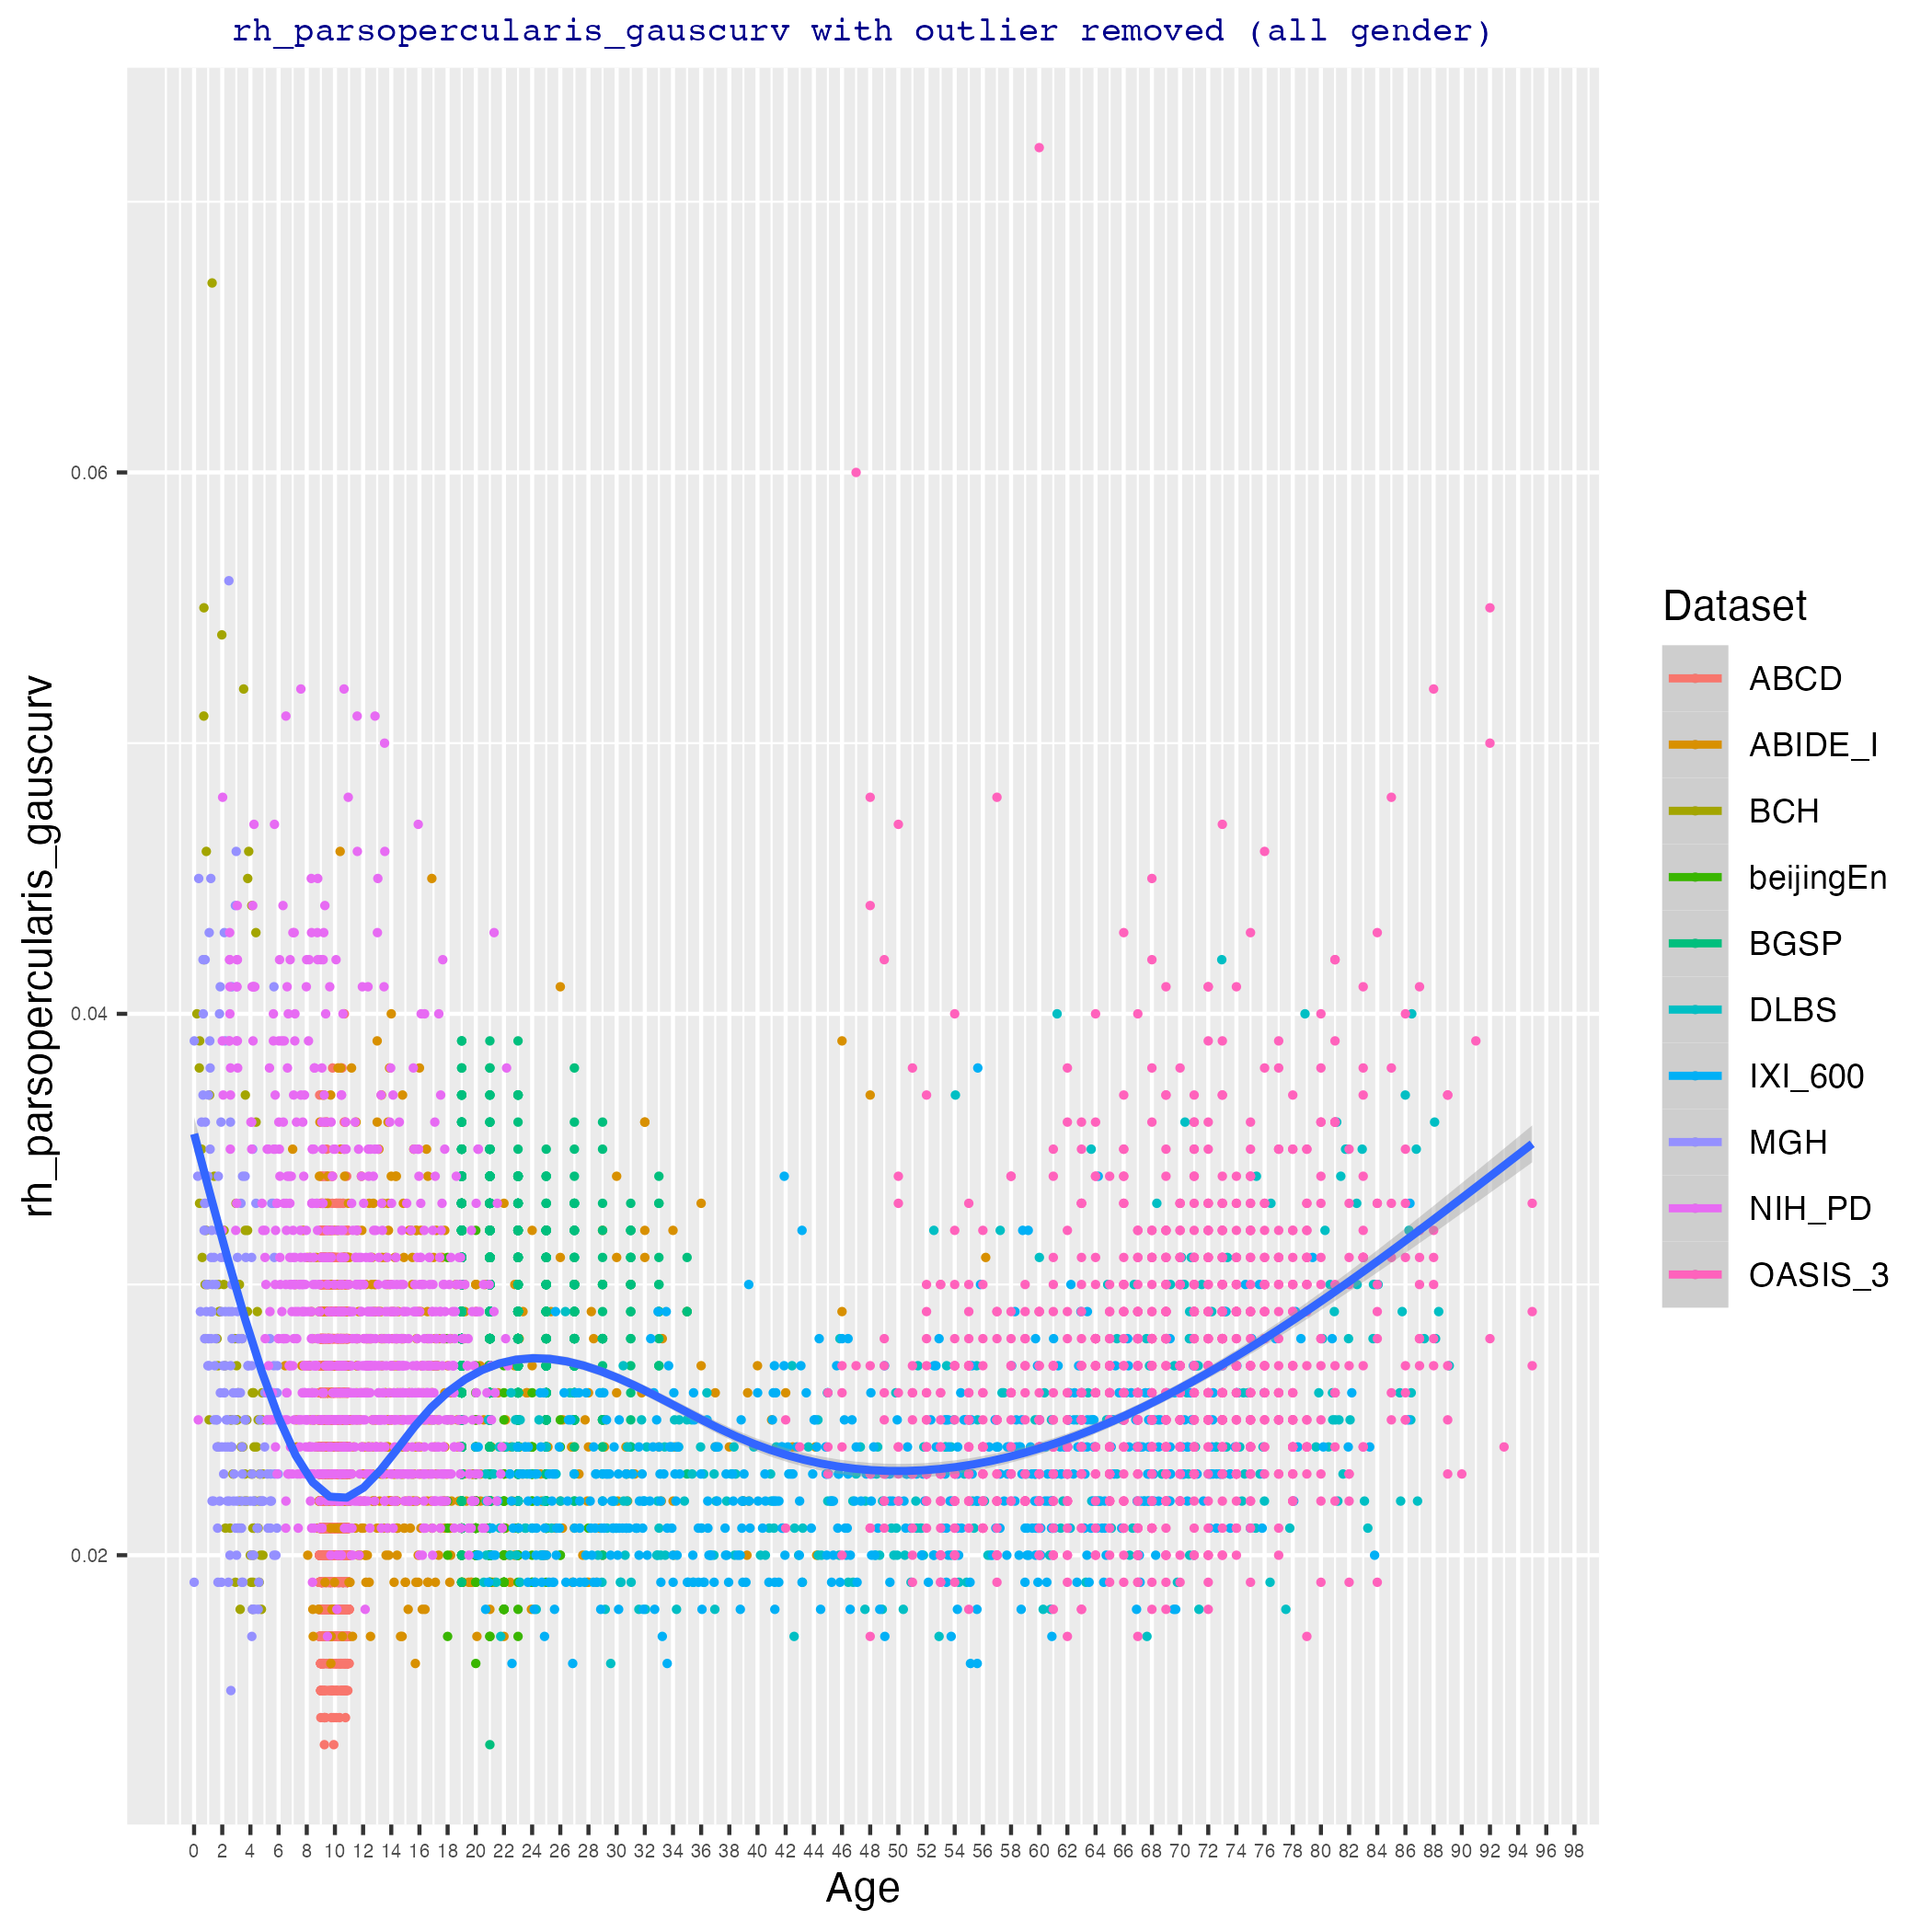 rh_parsopercularis_gauscurv with outlier removed (all gender)
rh_parsopercularis_gauscurv
0.06
0.04
0.02
0 2 4 6 8 10 12 14 16 18 20 22 24 26 28 30 32 34 36 38 40 42 44 46 48 50 52 54 56 58 60 62 64 66 68 70 72 74 76 78 80 82 84 86 88 90 92 94 96 98
Age
Dataset
ABCD
ABIDE_I
BCH
beijingEn
BGSP
DLBS
IXI_600
MGH
NIH_PD
OASIS_3